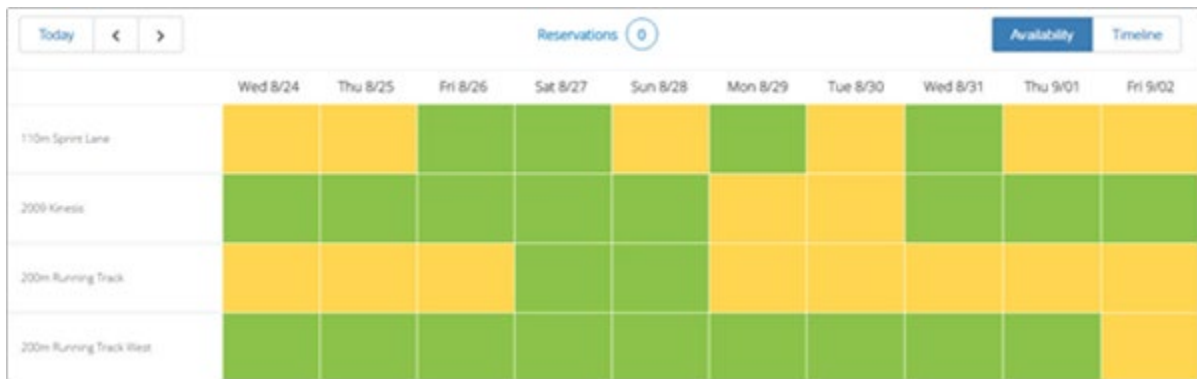 Today < > Reservations 0 Availability Timeline
Wed 8/24 Thu 8/25 Fri 8/26 Sat 8/27 Sun 8/28 Mon 8/29 Tue 8/30 Wed 8/31 Thu 9/01 Fri 9/02
110m Sprint Lane
2009 Kinesis
200m Running Track
200m Running Track West